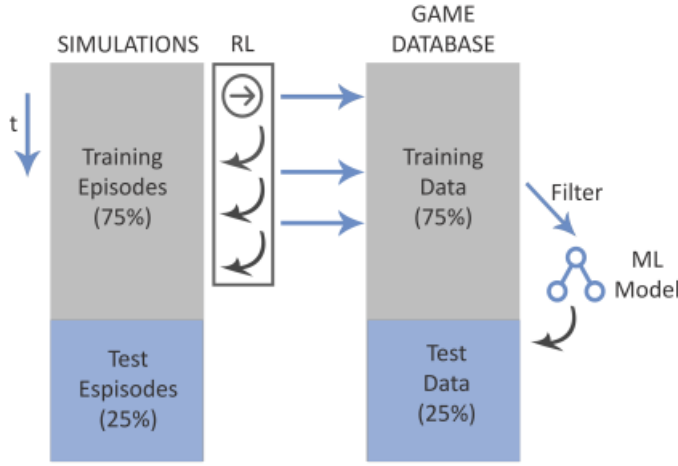 GAME
SIMULATIONS RL DATABASE
t
Training
Episodes
(75%)
Training
Data
(75%)
Filter
ML
Model
Test
Espisodes
(25%)
Test
Data
(25%)